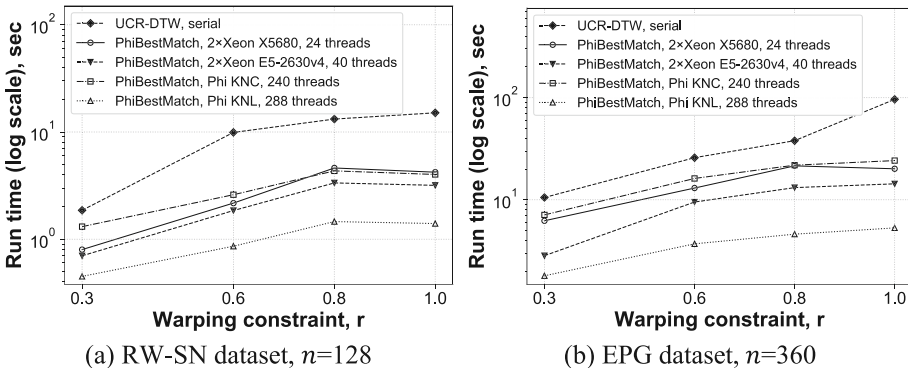 Run time (log scale), sec
10²
10¹
10⁰
UCR-DTW, serial
PhiBestMatch, 2×Xeon X5680, 24 threads
PhiBestMatch, 2×Xeon E5-2630v4, 40 threads
PhiBestMatch, Phi KNC, 240 threads
PhiBestMatch, Phi KNL, 288 threads
0.3 0.6 0.8 1.0
Warping constraint, r
(a) RW-SN dataset, n=128
Run time (log scale), sec
10²
10¹
UCR-DTW, serial
PhiBestMatch, 2×Xeon X5680, 24 threads
PhiBestMatch, 2×Xeon E5-2630v4, 40 threads
PhiBestMatch, Phi KNC, 240 threads
PhiBestMatch, Phi KNL, 288 threads
0.3 0.6 0.8 1.0
Warping constraint, r
(b) EPG dataset, n=360